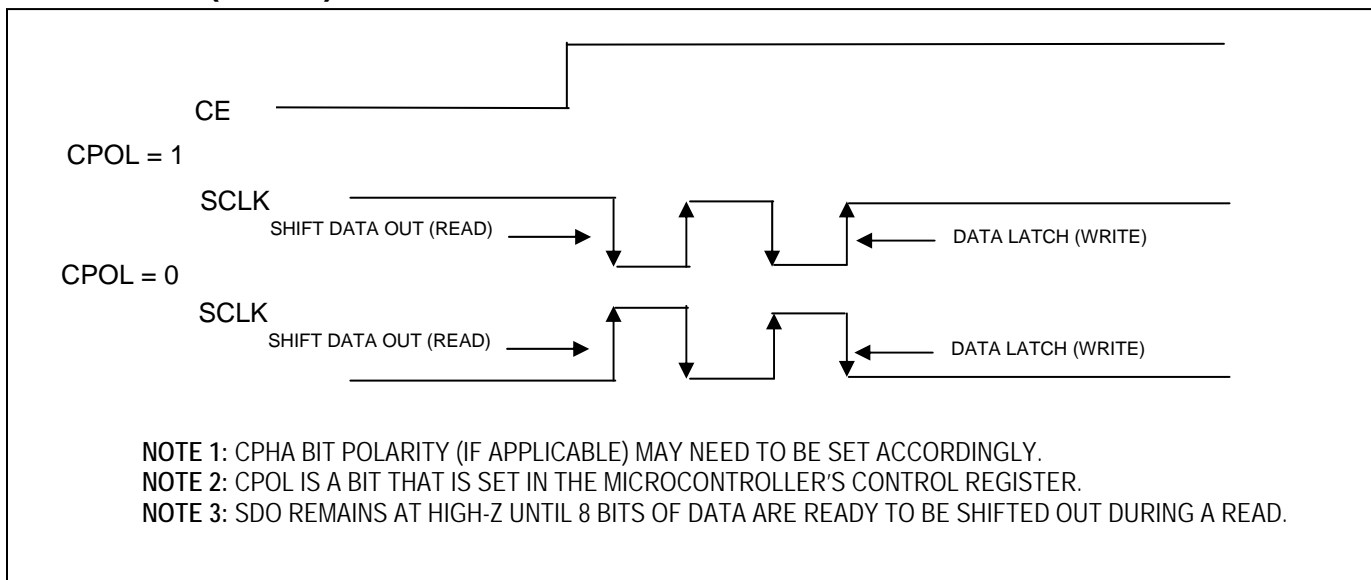 CE
CPOL = 1
SCLK
SHIFT DATA OUT (READ)
DATA LATCH (WRITE)
CPOL = 0
SCLK
SHIFT DATA OUT (READ)
DATA LATCH (WRITE)
NOTE 1: CPHA BIT POLARITY (IF APPLICABLE) MAY NEED TO BE SET ACCORDINGLY.
NOTE 2: CPOL IS A BIT THAT IS SET IN THE MICROCONTROLLER'S CONTROL REGISTER.
NOTE 3: SDO REMAINS AT HIGH-Z UNTIL 8 BITS OF DATA ARE READY TO BE SHIFTED OUT DURING A READ.